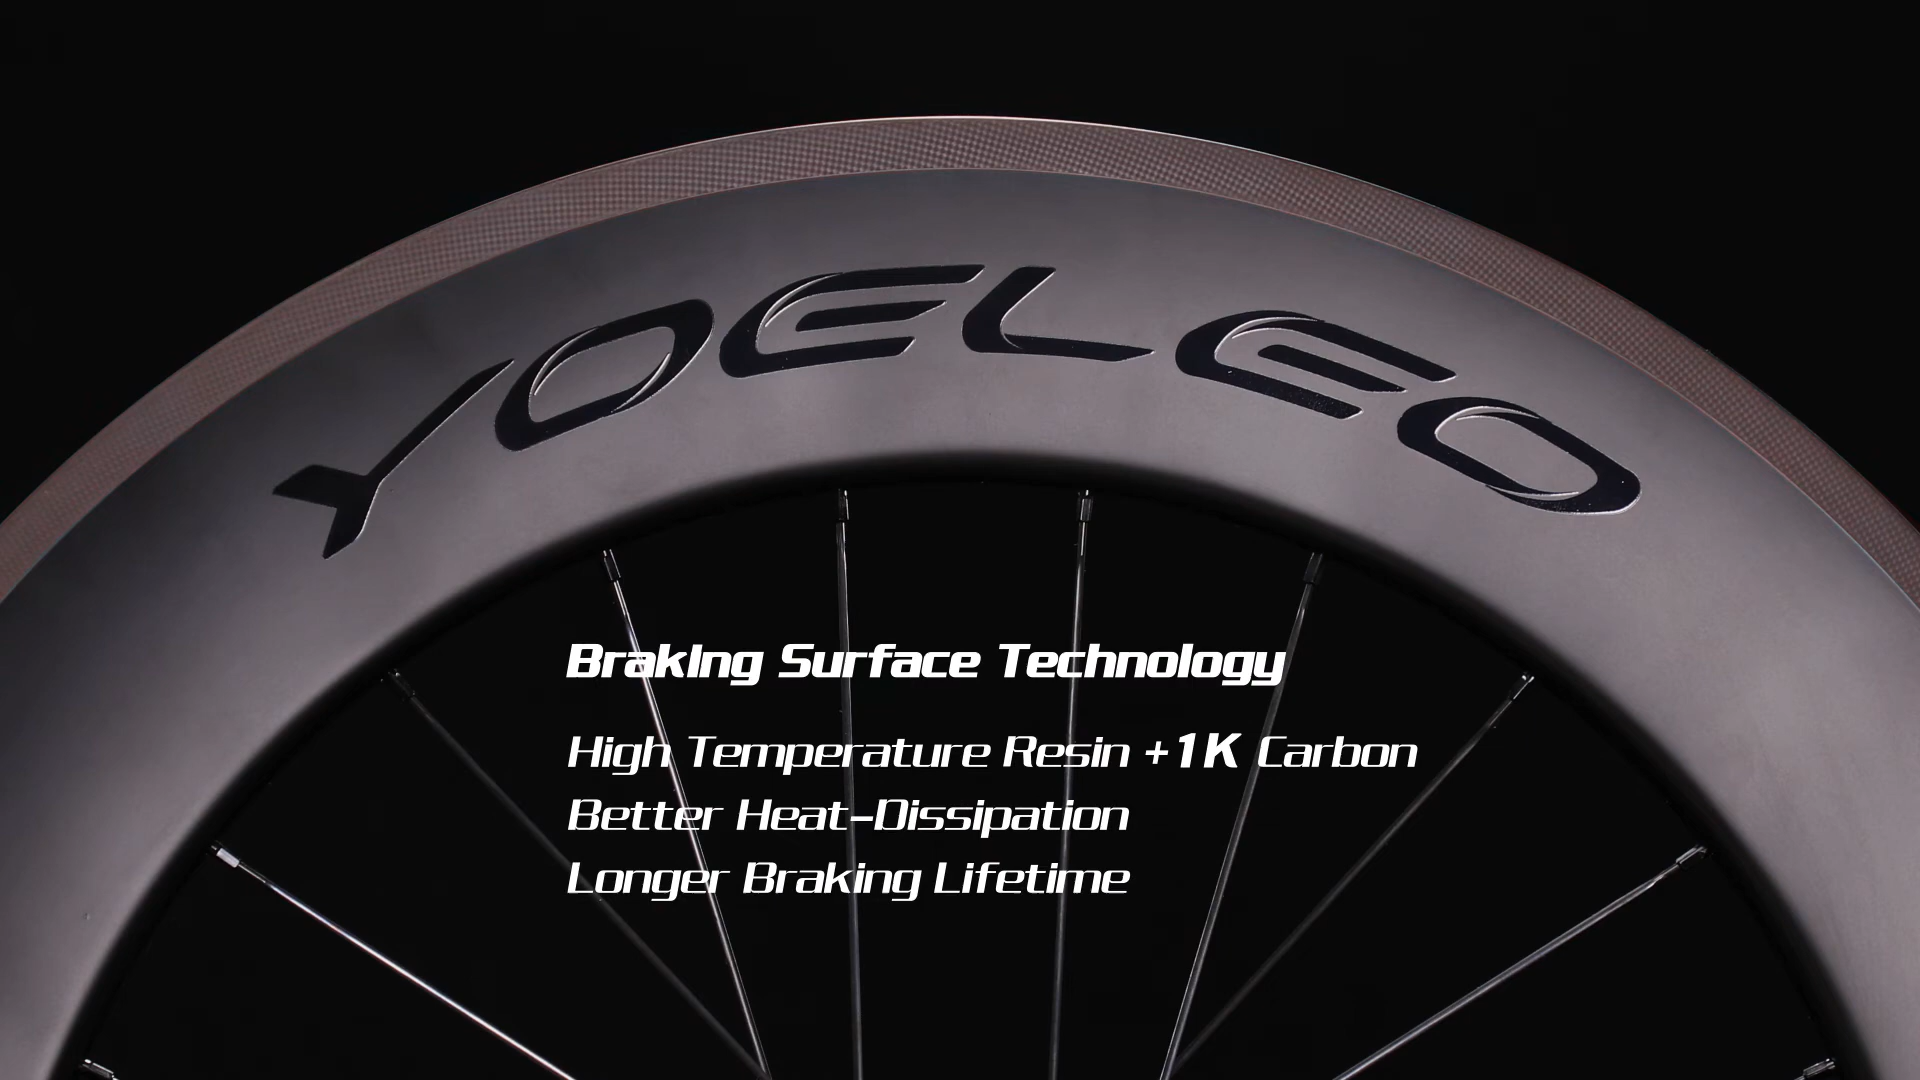 YOELEO
Braking Surface Technology
High Temperature Resin +1K Carbon
Better Heat-Dissipation
Longer Braking Lifetime